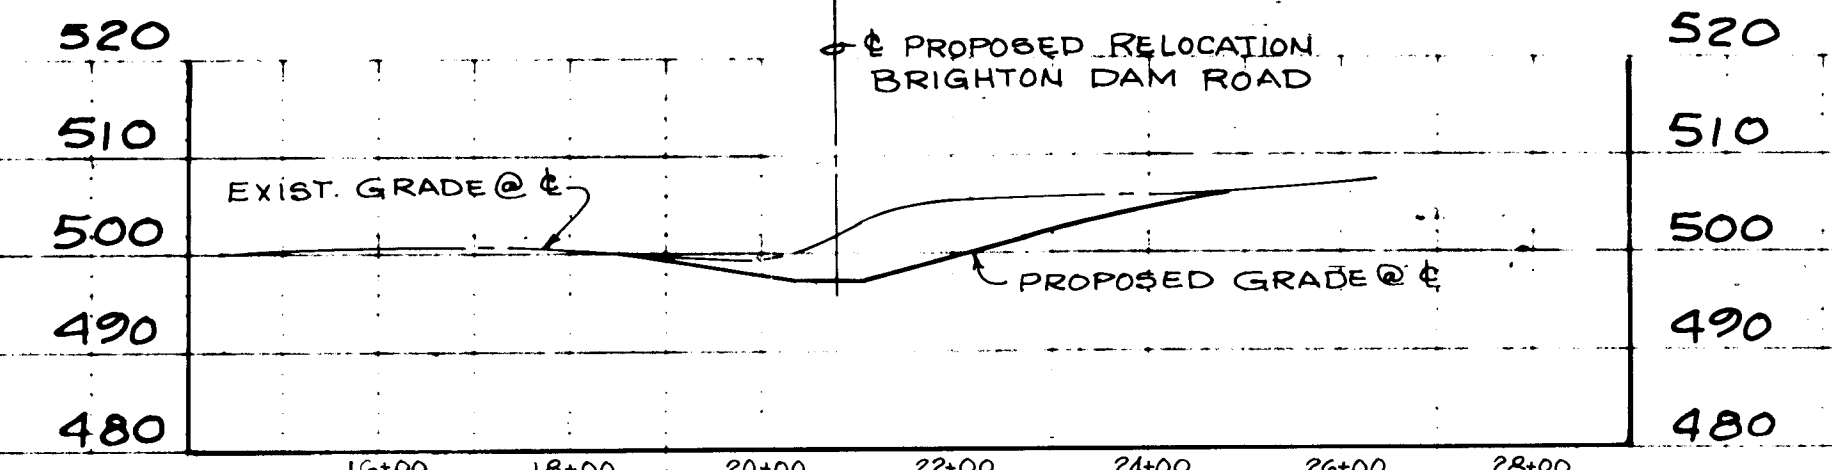 520
℄ PROPOSED RELOCATION
BRIGHTON DAM ROAD
520
510
510
EXIST. GRADE @ ℄
500
500
PROPOSED GRADE @ ℄
490
490
480
480
16+00 18+00 20+00 22+00 24+00 26+00 28+00